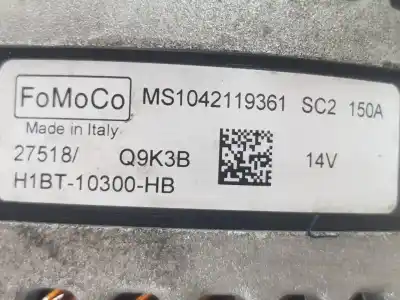 FoMoCo MS1042119361 SC2 150A
Made in Italy
27518/ Q9K3B 14V
H1BT-10300-HB